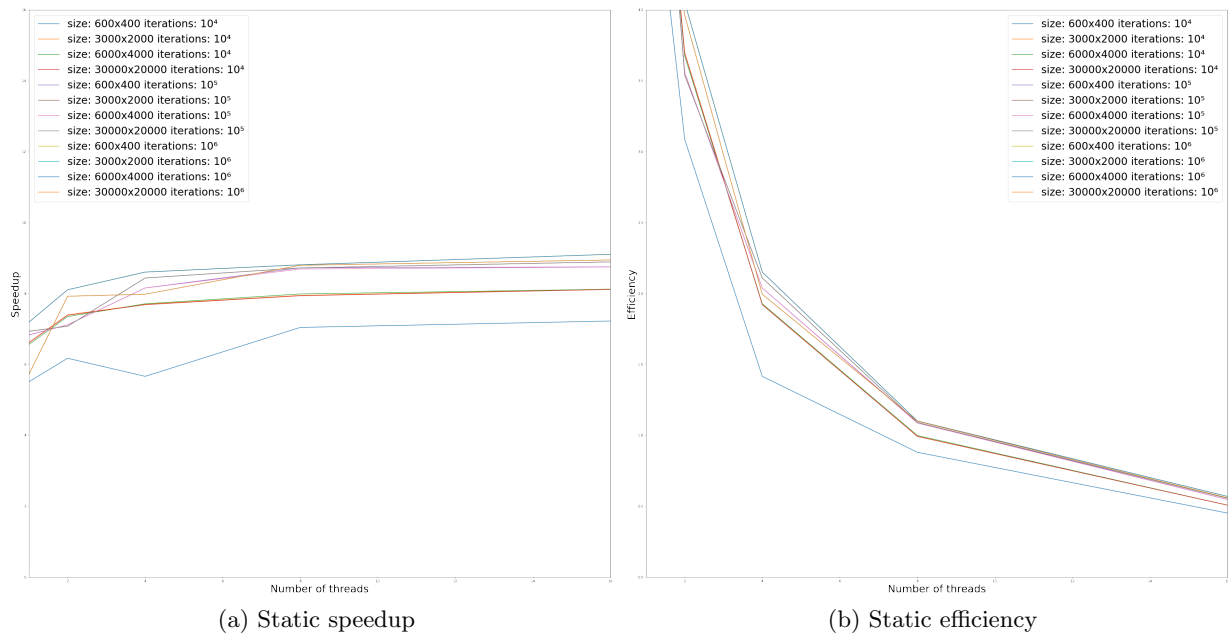 size: 600x400 iterations: 10⁴
size: 3000x2000 iterations: 10⁴
size: 6000x4000 iterations: 10⁴
size: 30000x20000 iterations: 10⁴
size: 600x400 iterations: 10⁵
size: 3000x2000 iterations: 10⁵
size: 6000x4000 iterations: 10⁵
size: 30000x20000 iterations: 10⁵
size: 600x400 iterations: 10⁶
size: 3000x2000 iterations: 10⁶
size: 6000x4000 iterations: 10⁶
size: 30000x20000 iterations: 10⁶
Speedup
Number of threads
(a) Static speedup
size: 600x400 iterations: 10⁴
size: 3000x2000 iterations: 10⁴
size: 6000x4000 iterations: 10⁴
size: 30000x20000 iterations: 10⁴
size: 600x400 iterations: 10⁵
size: 3000x2000 iterations: 10⁵
size: 6000x4000 iterations: 10⁵
size: 30000x20000 iterations: 10⁵
size: 600x400 iterations: 10⁶
size: 3000x2000 iterations: 10⁶
size: 6000x4000 iterations: 10⁶
size: 30000x20000 iterations: 10⁶
Efficiency
Number of threads
(b) Static efficiency